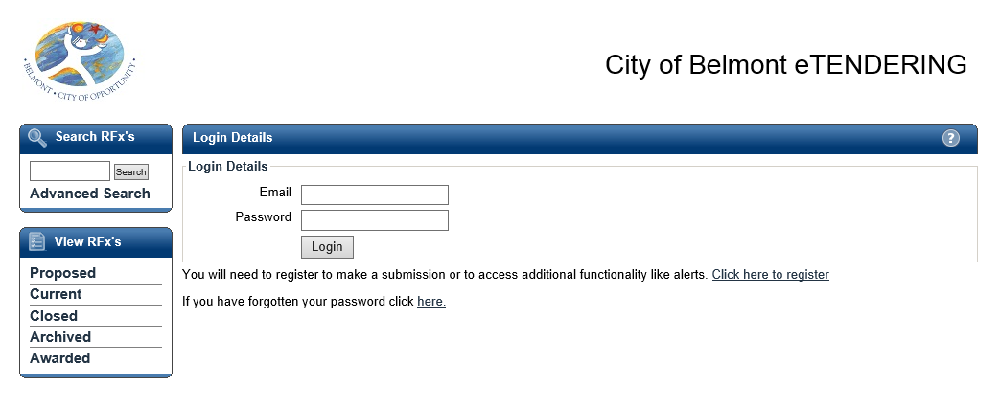 BELMONT • CITY OF OPPORTUNITY
City of Belmont eTENDERING
Search RFx's
Search
Advanced Search
View RFx's
Proposed
Current
Closed
Archived
Awarded
Login Details
?
Login Details
Email
Password
Login
You will need to register to make a submission or to access additional functionality like alerts. Click here to register
If you have forgotten your password click here.